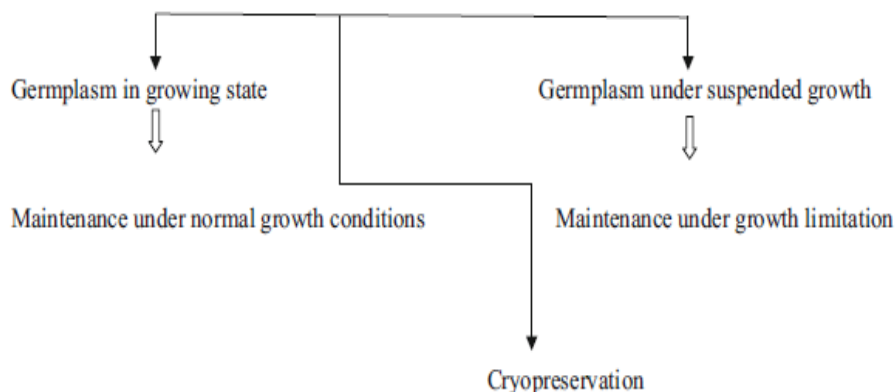 Germplasm in growing state
Germplasm under suspended growth
Maintenance under normal growth conditions
Maintenance under growth limitation
Cryopreservation